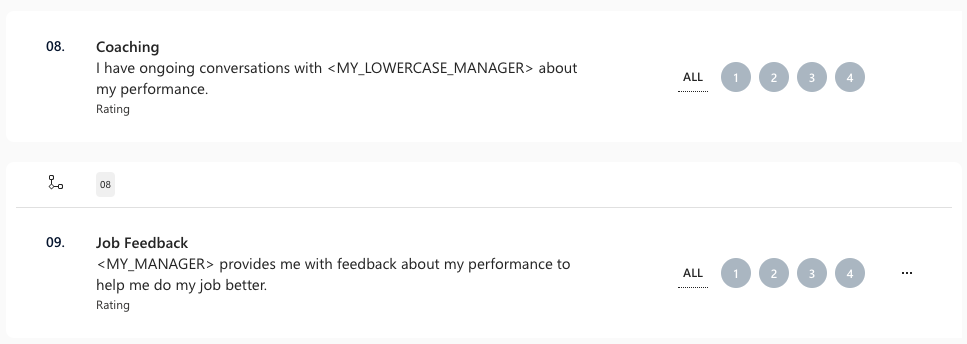 08.
Coaching
I have ongoing conversations with <MY_LOWERCASE_MANAGER> about
my performance.
Rating
ALL 1 2 3 4
08
09.
Job Feedback
<MY_MANAGER> provides me with feedback about my performance to
help me do my job better.
Rating
ALL 1 2 3 4 ...